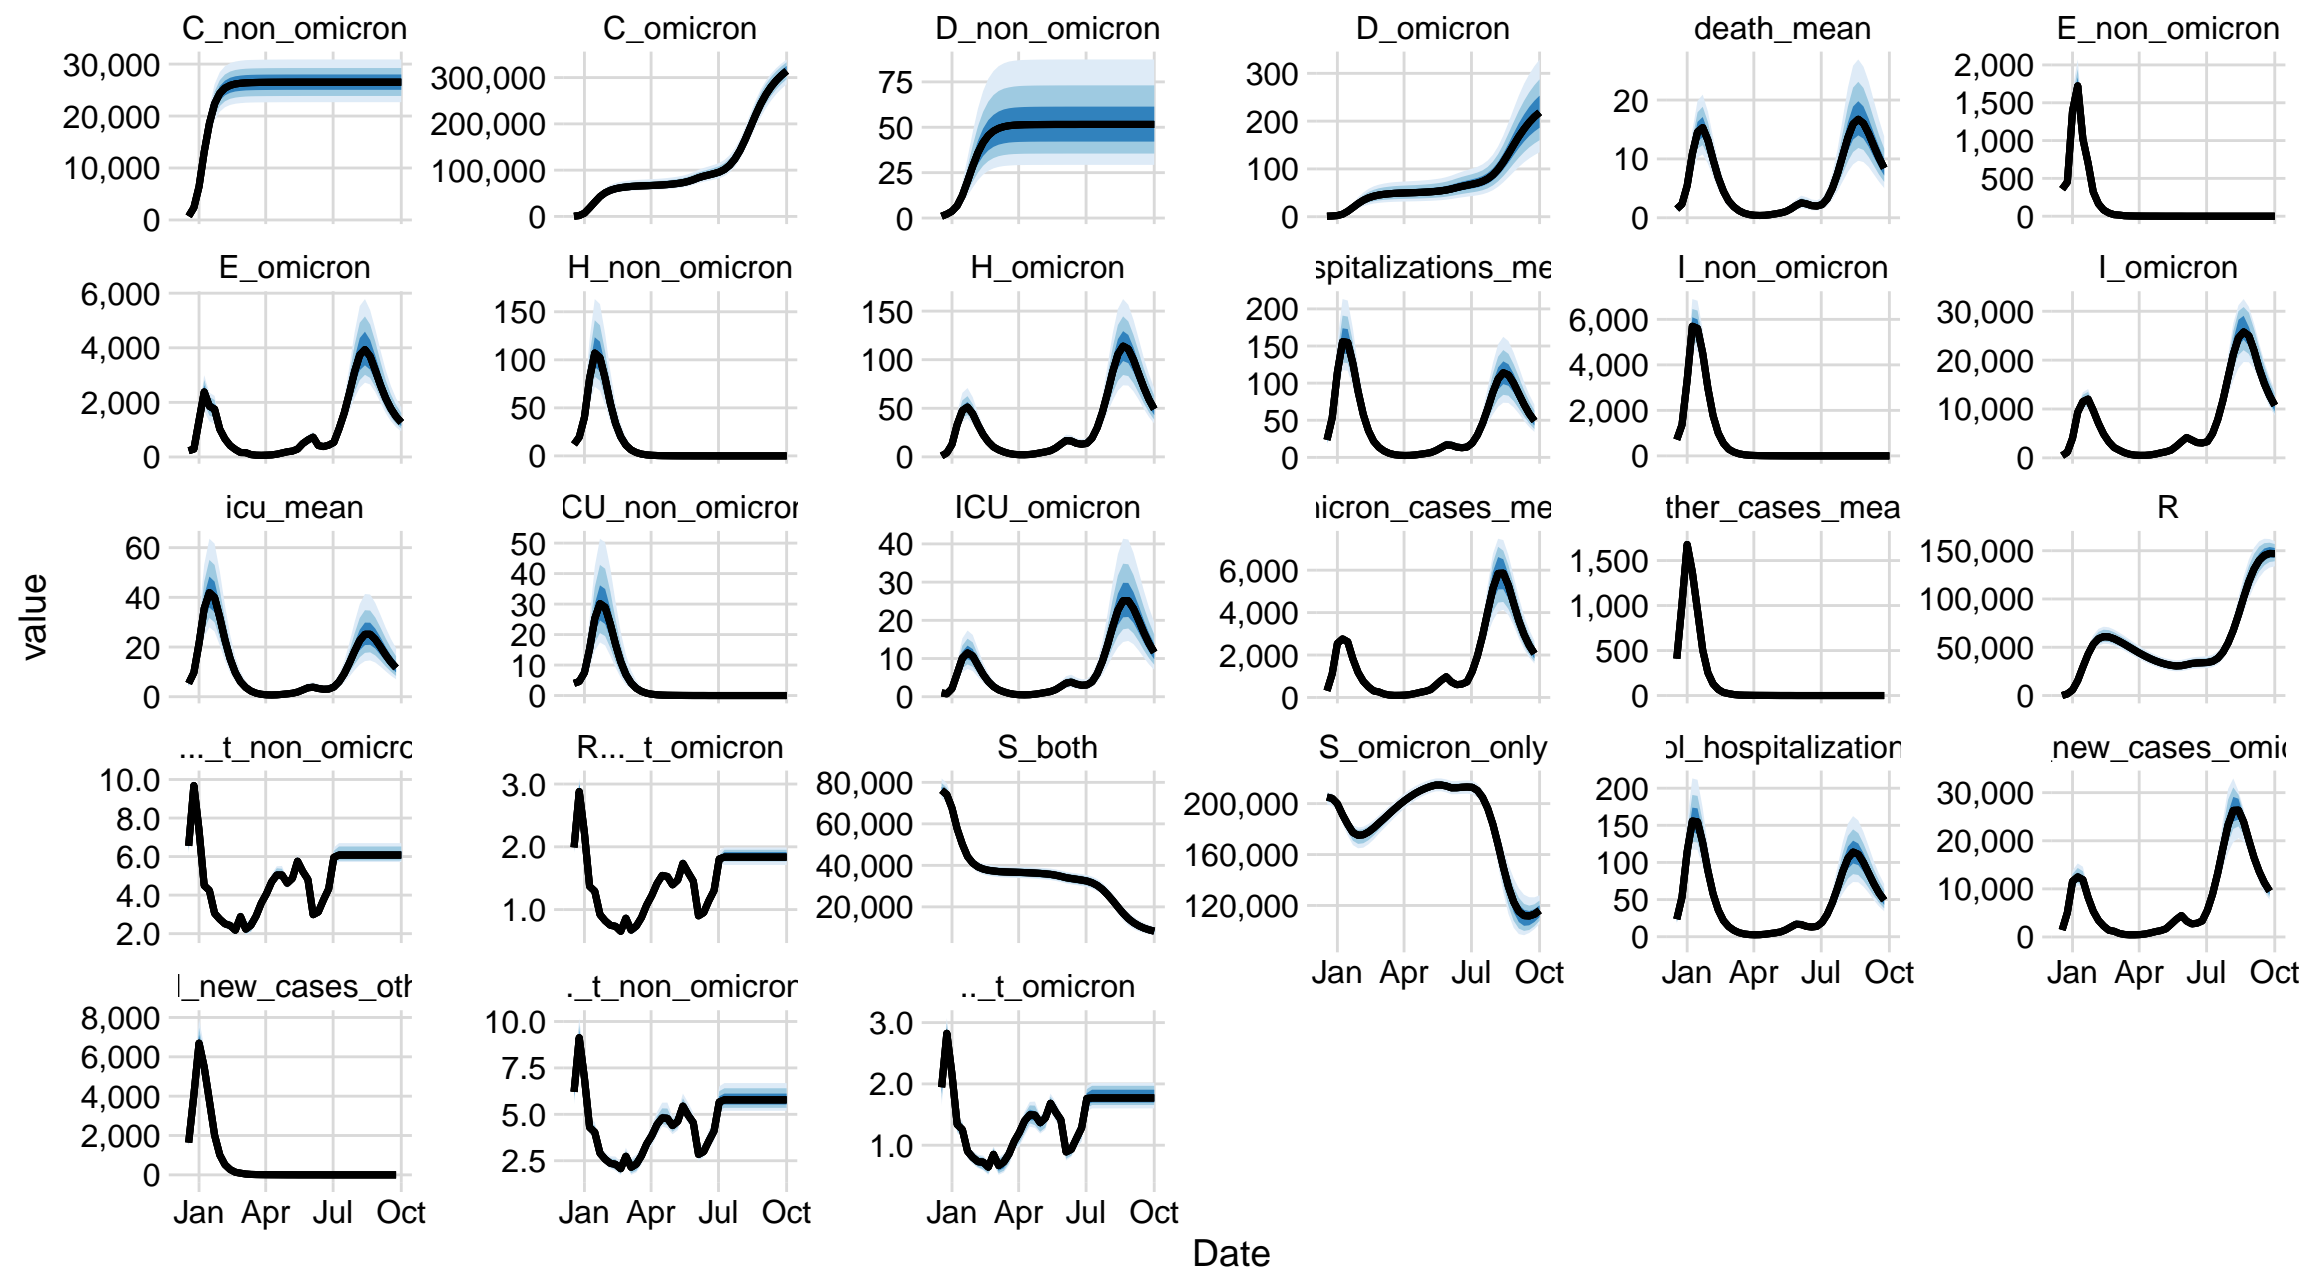 C_non_omicron C_omicron D_non_omicron D_omicron death_mean E_non_omicron
30,000 20,000 10,000 0
300,000 200,000 100,000 0
75 50 25 0
300 200 100 0
20 10 0
2,000 1,500 1,000 500 0
E_omicron H_non_omicron H_omicron spitalizations_me I_non_omicron I_omicron
6,000 4,000 2,000 0
150 100 50 0
150 100 50 0
200 150 100 50 0
6,000 4,000 2,000 0
30,000 20,000 10,000 0
icu_mean CU_non_omicror ICU_omicron nicron_cases_me ther_cases_mea R
60 40 20 0
50 40 30 20 10 0
40 30 20 10 0
6,000 4,000 2,000 0
1,500 1,000 500 0
150,000 100,000 50,000 0
..._t_non_omicro R..._t_omicron S_both S_omicron_only ol_hospitalization _new_cases_omic
10.0 8.0 6.0 4.0 2.0
3.0 2.0 1.0
80,000 60,000 40,000 20,000
200,000 160,000 120,000
200 150 100 50 0
30,000 20,000 10,000 0
Jan Apr Jul Oct Jan Apr Jul Oct Jan Apr Jul Oct
l_new_cases_oth ._t_non_omicron .._t_omicron
8,000 6,000 4,000 2,000 0
10.0 7.5 5.0 2.5
3.0 2.0 1.0
Jan Apr Jul Oct Jan Apr Jul Oct Jan Apr Jul Oct
value
Date